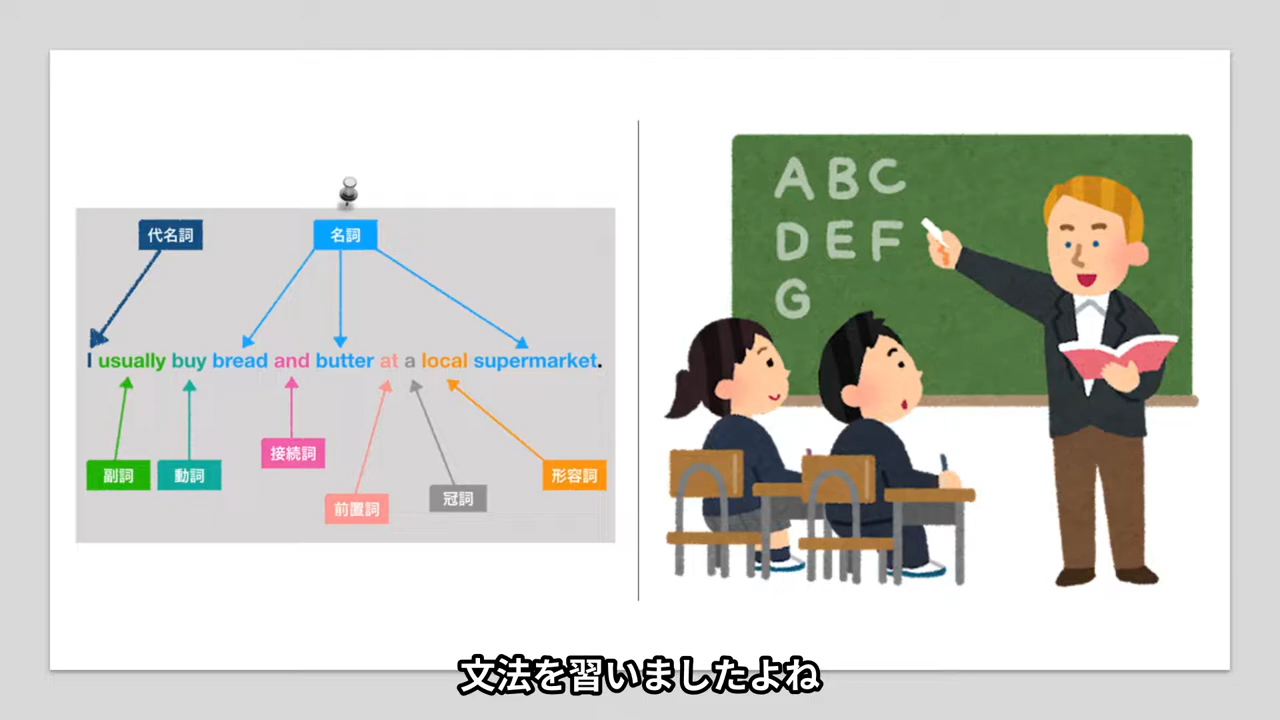 代名詞
名詞
I usually buy bread and butter at a local supermarket.
副詞
動詞
接続詞
前置詞
冠詞
形容詞
ABC
DEF
G
文法を習いましたよね